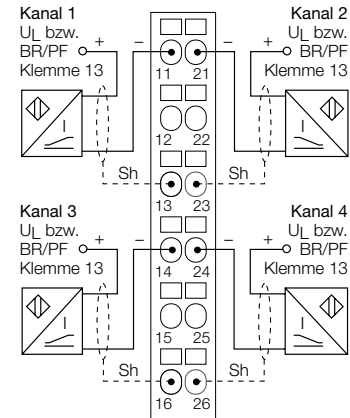 Kanal 1
UL bzw.
BR/PF
Klemme 13
+
–
I
Sh
Kanal 2
UL bzw.
BR/PF
Klemme 13
+
–
I
Sh
11 21
12 22
13 23
Kanal 3
UL bzw.
BR/PF
Klemme 13
+
–
I
Sh
Kanal 4
UL bzw.
BR/PF
Klemme 13
+
–
I
Sh
14 24
15 25
16 26